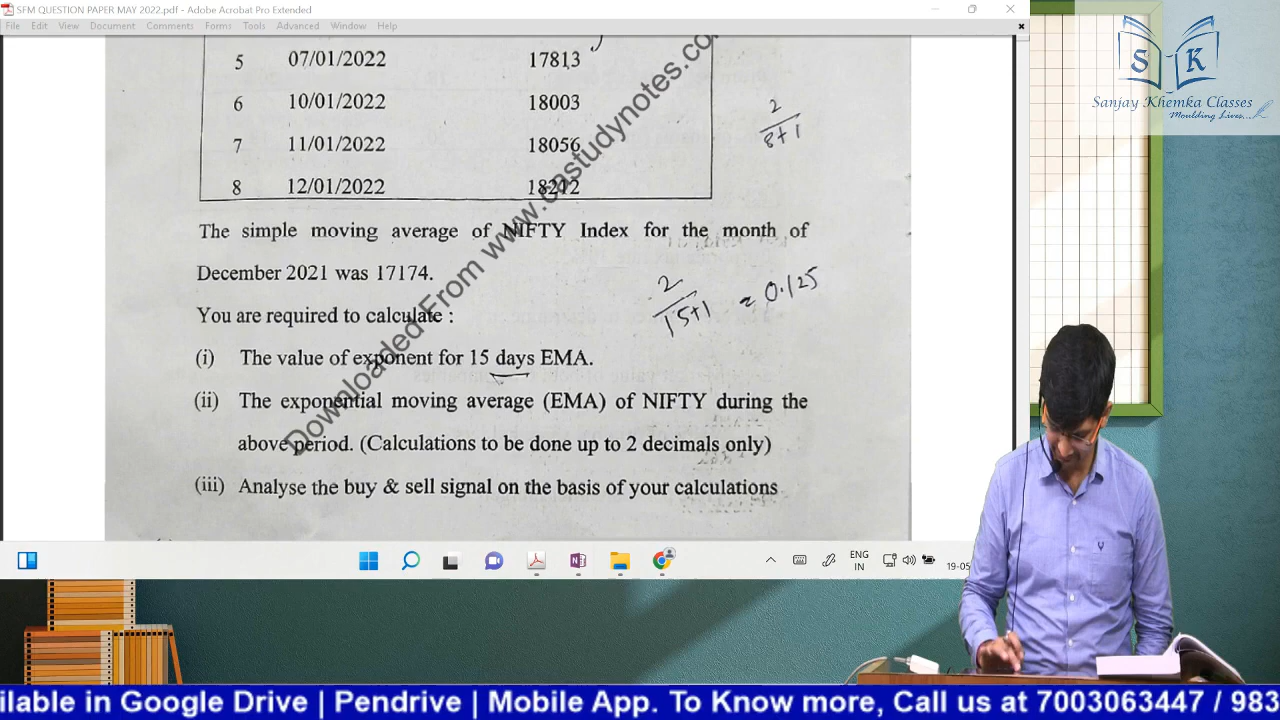 SFM QUESTION PAPER MAY 2022.pdf - Adobe Acrobat Pro Extended
File Edit View Document Comments Forms Tools Advanced Window Help
5 07/01/2022 17813
6 10/01/2022 18003
7 11/01/2022 18056
8 12/01/2022 18212
2
8+1
The simple moving average of NIFTY Index for the month of
December 2021 was 17174.
2
15+1 = 0.125
You are required to calculate :
(i) The value of exponent for 15 days EMA.
(ii) The exponential moving average (EMA) of NIFTY during the
above period. (Calculations to be done up to 2 decimals only)
(iii) Analyse the buy & sell signal on the basis of your calculations
Downloaded From www.castudynotes.co
ENG
IN
19-05
S K
Sanjay Khemka Classes
Moulding Lives...
ilable in Google Drive | Pendrive | Mobile App. To Know more, Call us at 7003063447 / 983